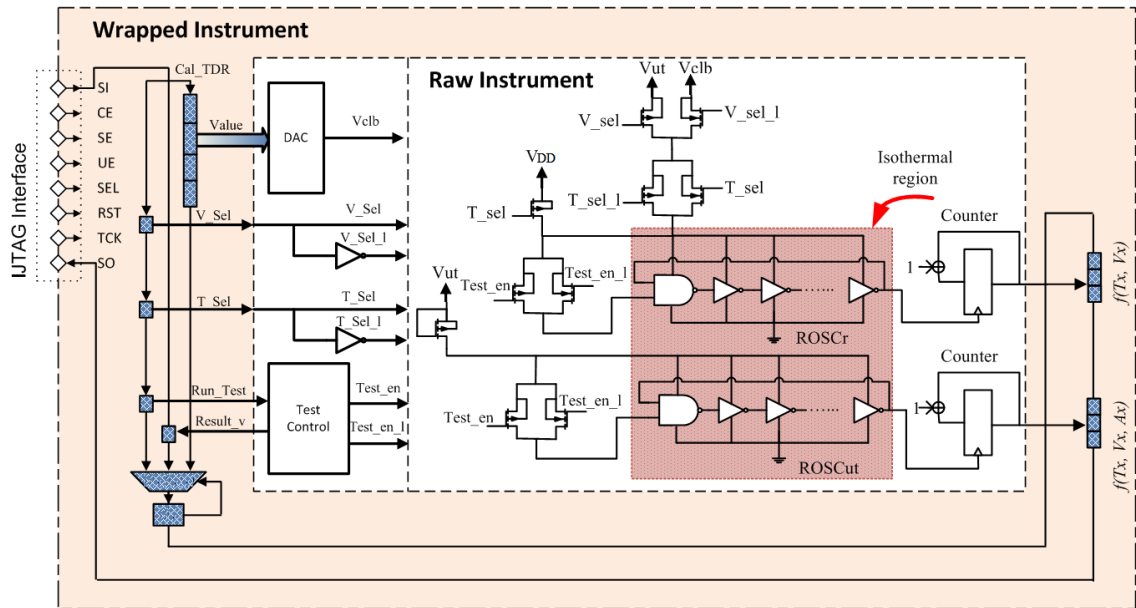 Wrapped Instrument
IJTAG Interface
SI
CE
SE
UE
SEL
RST
TCK
SO
Cal_TDR
Value
DAC
Vclb
V_Sel
V_Sel
V_Sel_l
T_Sel
T_Sel
T_Sel_l
Run_Test
Result_v
Test
Control
Test_en
Test_en_l
Raw Instrument
Vut
Vclb
V_sel
V_sel_l
VDD
T_sel
T_sel_l
T_sel
Isothermal
region
Test_en
Test_en_l
ROSCr
Counter
1
f(Tx, Vx)
Vut
Test_en
Test_en_l
ROSCut
Counter
1
f(Tx, Vx, Ax)